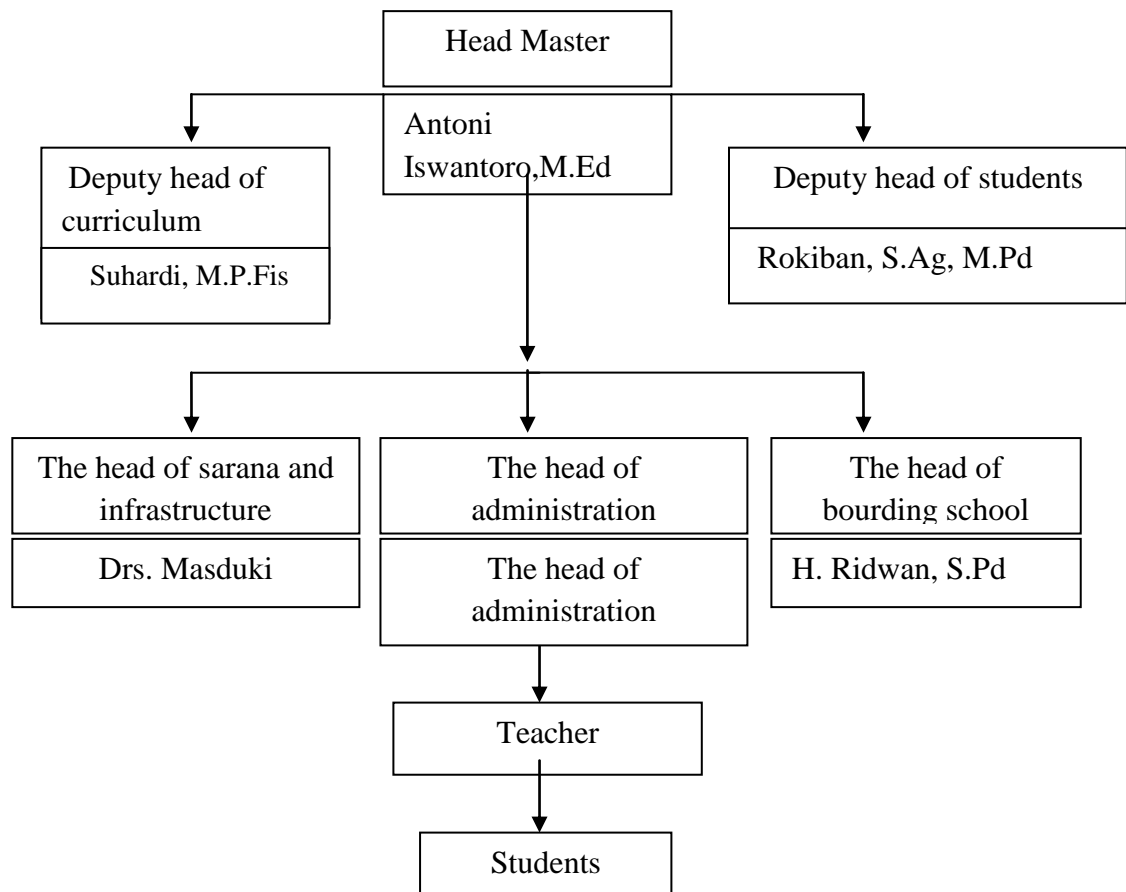 Head Master
Antoni
Iswantoro,M.Ed
Deputy head of
curriculum
Suhardi, M.P.Fis
Deputy head of students
Rokiban, S.Ag, M.Pd
The head of sarana and
infrastructure
Drs. Masduki
The head of
administration
The head of
administration
The head of
bourding school
H. Ridwan, S.Pd
Teacher
Students